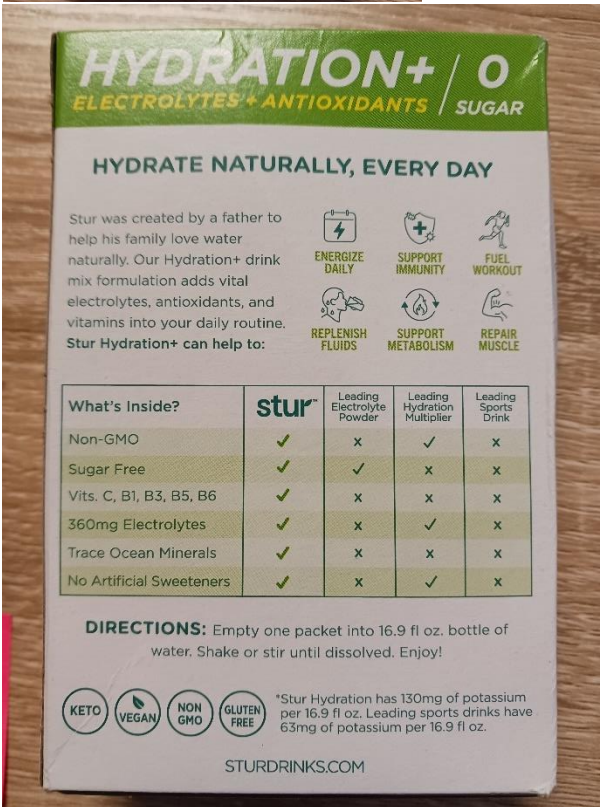 HYDRATION+ / 0
ELECTROLYTES + ANTIOXIDANTS / SUGAR
HYDRATE NATURALLY, EVERY DAY
Stur was created by a father to
help his family love water
naturally. Our Hydration+ drink
mix formulation adds vital
electrolytes, antioxidants, and
vitamins into your daily routine.
Stur Hydration+ can help to:
ENERGIZE
DAILY
SUPPORT
IMMUNITY
FUEL
WORKOUT
REPLENISH
FLUIDS
SUPPORT
METABOLISM
REPAIR
MUSCLE
What's Inside?
stur™
Leading
Electrolyte
Powder
Leading
Hydration
Multiplier
Leading
Sports
Drink
Non-GMO ✓ x ✓ x
Sugar Free ✓ ✓ x x
Vits. C, B1, B3, B5, B6 ✓ x x x
360mg Electrolytes ✓ x ✓ x
Trace Ocean Minerals ✓ x x x
No Artificial Sweeteners ✓ x ✓ x
DIRECTIONS: Empty one packet into 16.9 fl oz. bottle of
water. Shake or stir until dissolved. Enjoy!
KETO
VEGAN
NON
GMO
GLUTEN
FREE
*Stur Hydration has 130mg of potassium
per 16.9 fl oz. Leading sports drinks have
63mg of potassium per 16.9 fl oz.
STURDRINKS.COM